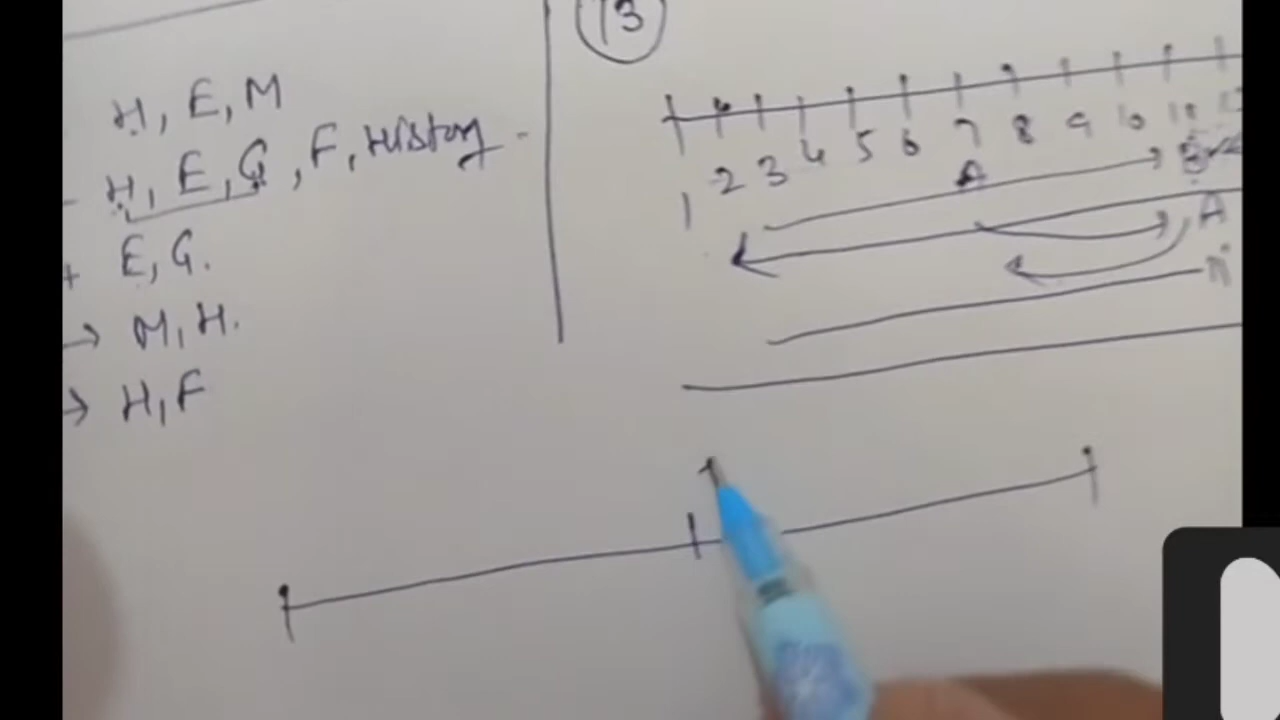 H, E, M
H, E, G, F, History
E, G.
→ M, H.
→ H, F
13
1 2 3 4 5 6 7 8 9 10 11
A
A